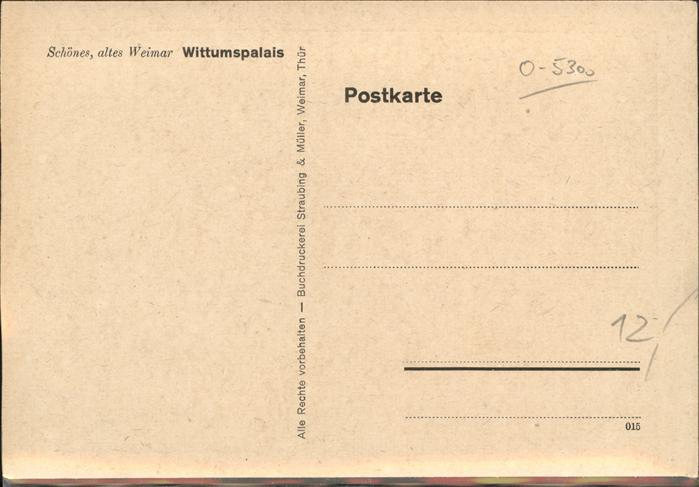 Schönes, altes Weimar Wittumspalais
Alle Rechte vorbehalten — Buchdruckerei Straubing & Müller, Weimar, Thür
Postkarte
O-5300
12,-
015